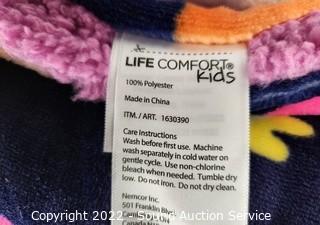 LIFE COMFORT®
Kids
100% Polyester
Made in China
ITM. / ART. 1630390
Care Instructions
Wash before first use. Machine
wash separately in cold water on
gentle cycle. Use non-chlorine
bleach when needed. Tumble dry
low. Do not iron. Do not dry clean.
Nemcor Inc.
501 Franklin
Copyright 2022 - Sound Auction Service